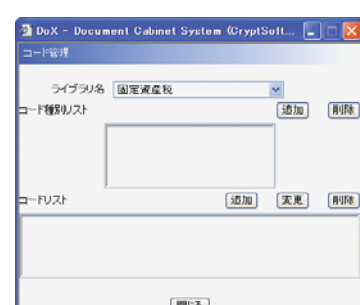 DoX - Document Cabinet System (CryptSoft...
コード管理
ライブラリ名 固定資産税
コード種別リスト 追加 削除
コードリスト 追加 変更 削除
閉じる